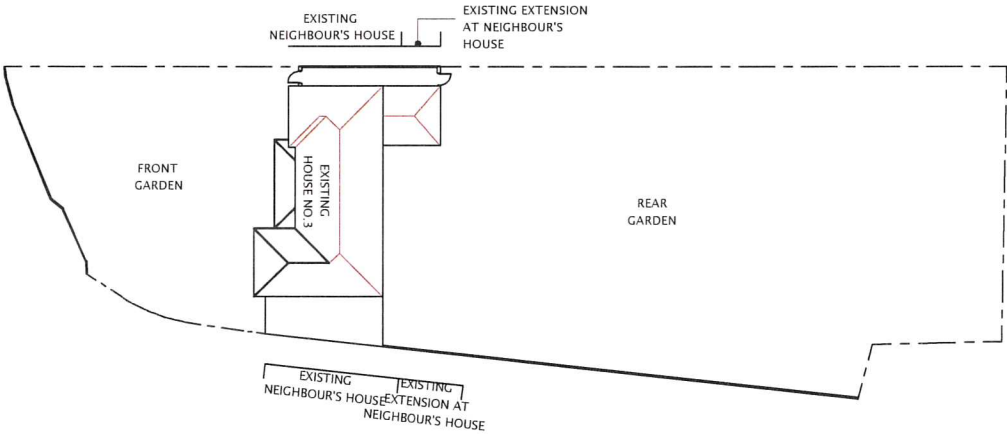 EXISTING
NEIGHBOUR'S HOUSE
EXISTING EXTENSION
AT NEIGHBOUR'S
HOUSE
FRONT
GARDEN
EXISTING
HOUSE NO.3
REAR
GARDEN
EXISTING
NEIGHBOUR'S HOUSE
EXISTING
EXTENSION AT
NEIGHBOUR'S HOUSE